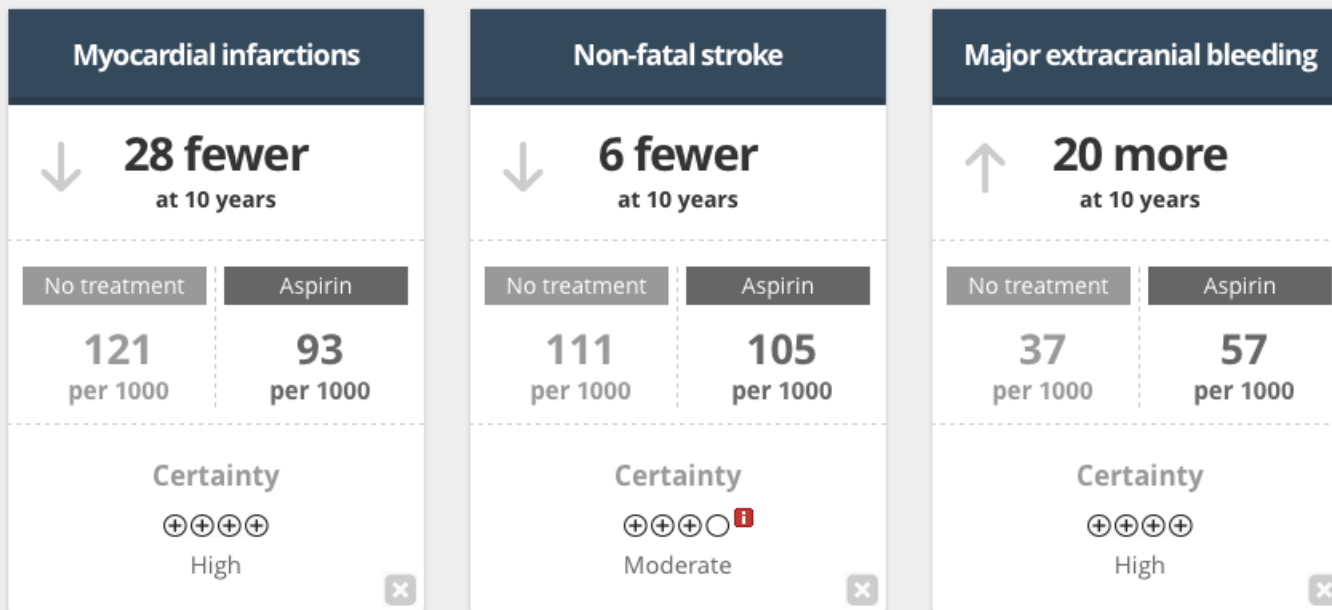 Myocardial infarctions
28 fewer
at 10 years
No treatment
Aspirin
121
93
per 1000
per 1000
Certainty
High
Non-fatal stroke
6 fewer
at 10 years
No treatment
Aspirin
111
105
per 1000
per 1000
Certainty
i
Moderate
Major extracranial bleeding
20 more
at 10 years
No treatment
Aspirin
37
57
per 1000
per 1000
Certainty
High